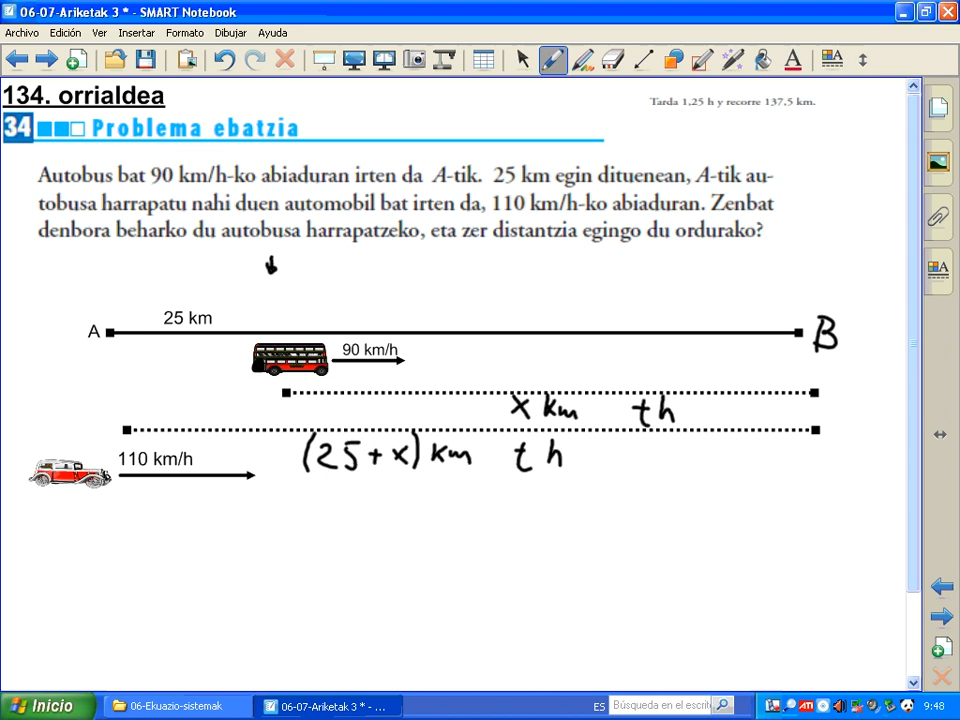 06-07-Ariketak 3 * - SMART Notebook
Archivo Edición Ver Insertar Formato Dibujar Ayuda
134. orrialdea
Tarda 1,25 h y recorre 137,5 km.
34 Problema ebatzia
Autobus bat 90 km/h-ko abiaduran irten da A-tik. 25 km egin dituenean, A-tik au-
tobusa harrapatu nahi duen automobil bat irten da, 110 km/h-ko abiaduran. Zenbat
denbora beharko du autobusa harrapatzeko, eta zer distantzia egingo du ordurako?
25 km
A B
90 km/h
x km t h
110 km/h (25+x) km t h
Inicio 06-Ekuazio-sistemak 06-07-Ariketak 3 * - ... ES Búsqueda en el escrito 9:48